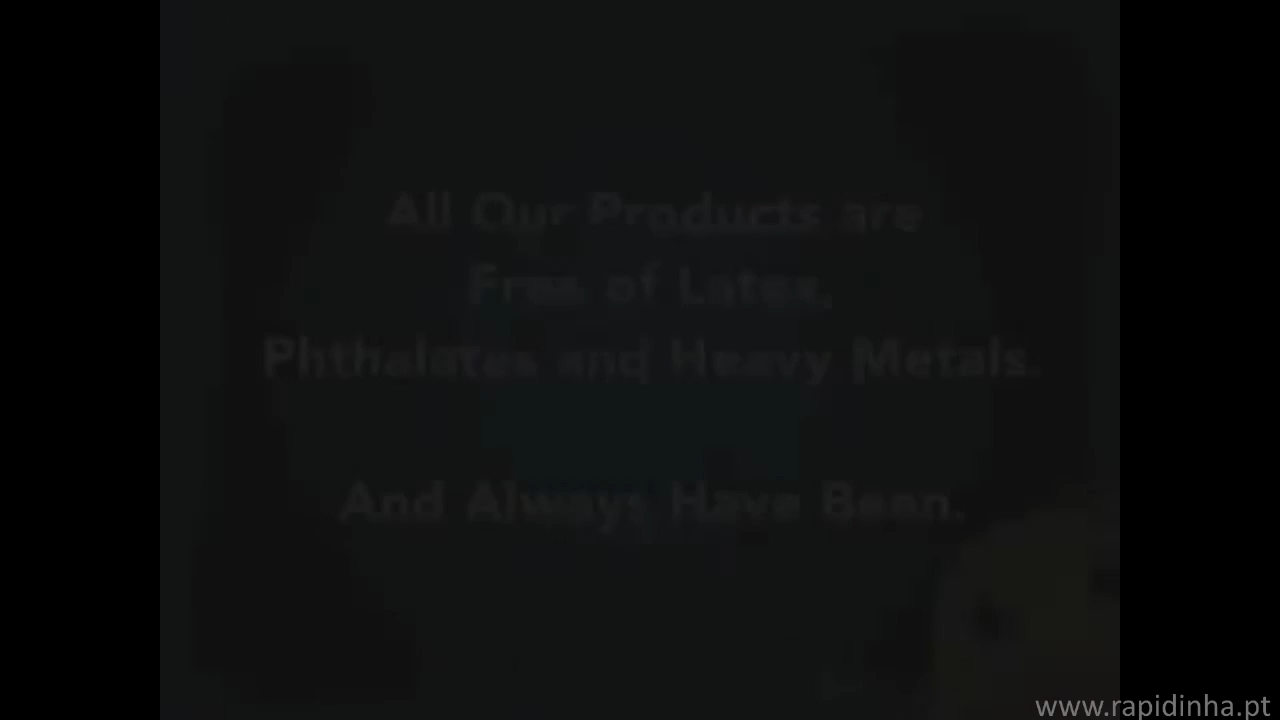 All Our Products are
Free of Latex,
Phthalates and Heavy Metals.
And Always Have Been.
www.rapidinha.pt